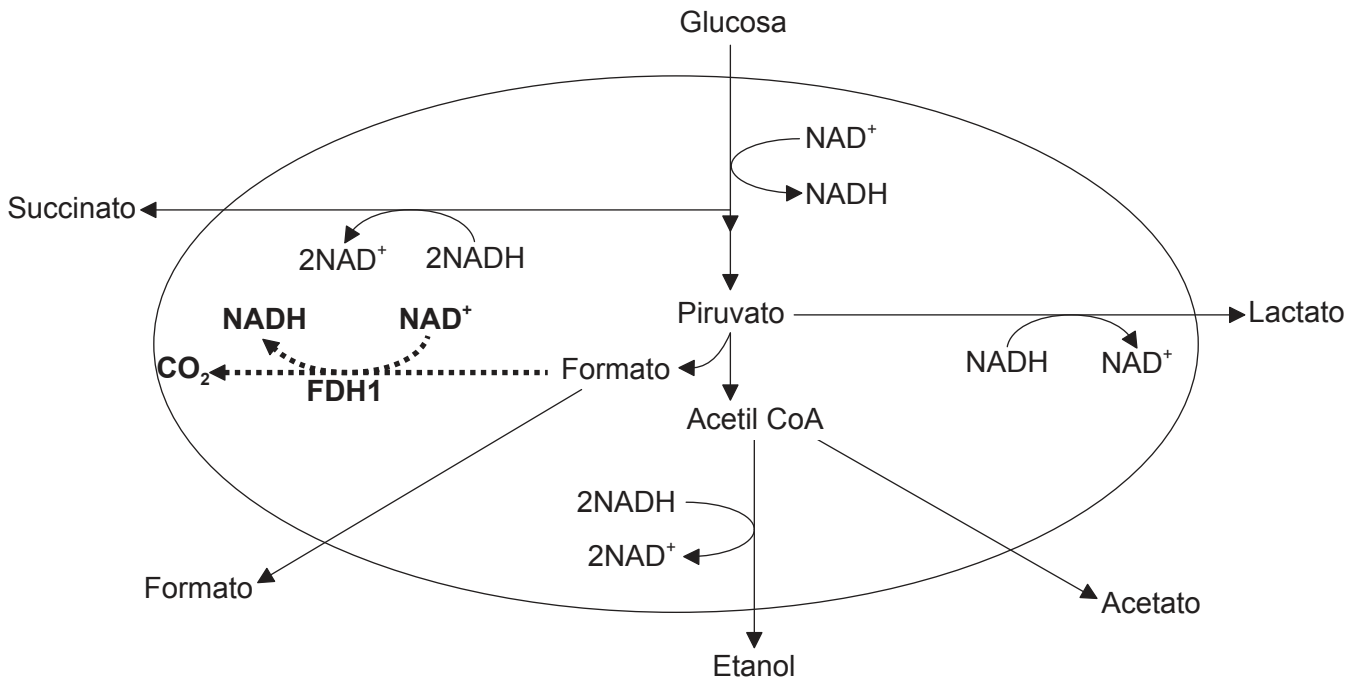 Glucosa
NAD⁺
NADH
Succinato
2NAD⁺ 2NADH
NADH NAD⁺
Piruvato
Lactato
NADH NAD⁺
CO₂
FDH1
Formato
Acetil CoA
2NADH
2NAD⁺
Formato
Acetato
Etanol